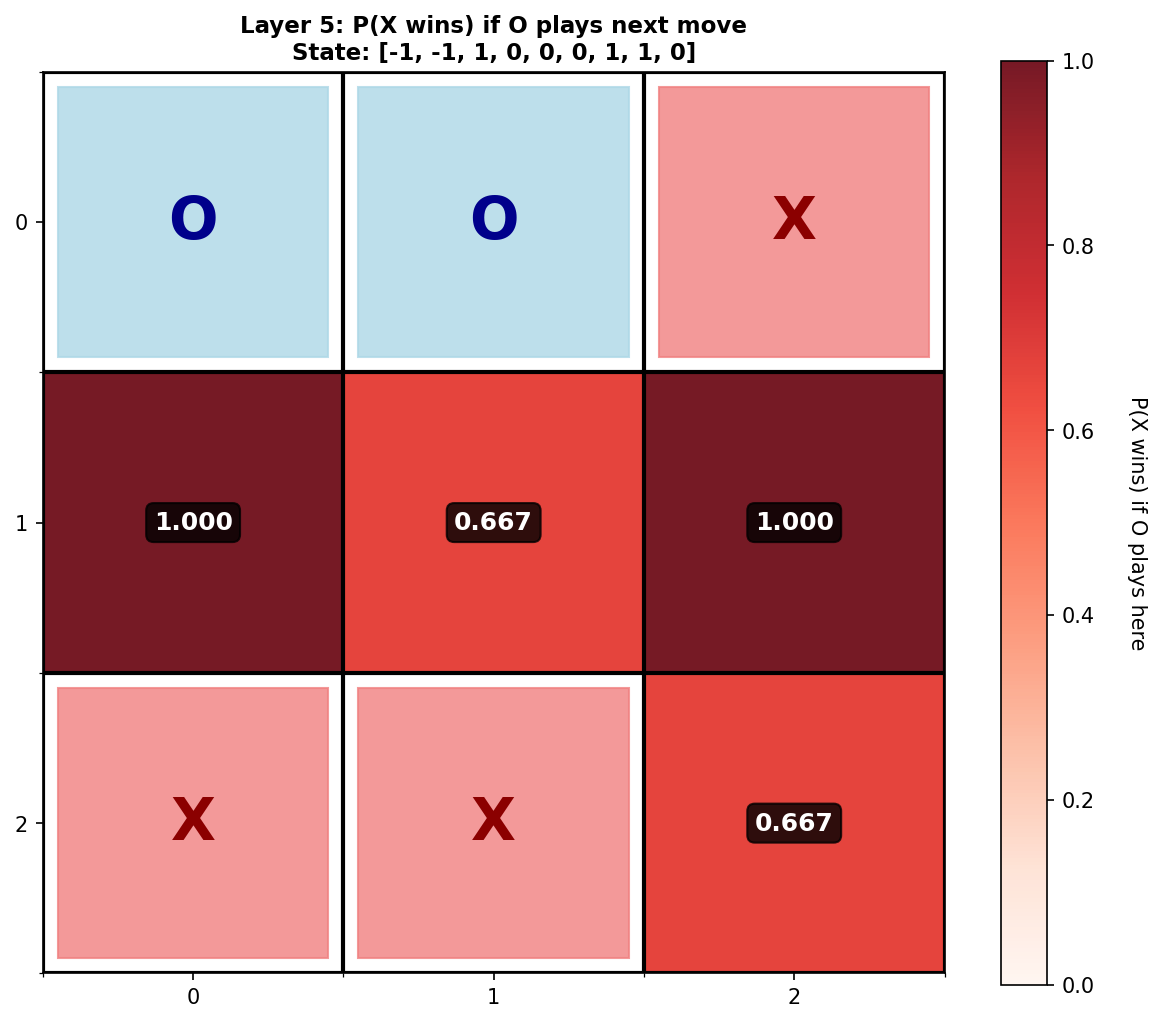 Layer 5: P(X wins) if O plays next move
State: [-1, -1, 1, 0, 0, 0, 1, 1, 0]
O
O
X
1.000
0.667
1.000
X
X
0.667
0
1
2
0
1
2
1.0
0.8
0.6
0.4
0.2
0.0
P(X wins) if O plays here